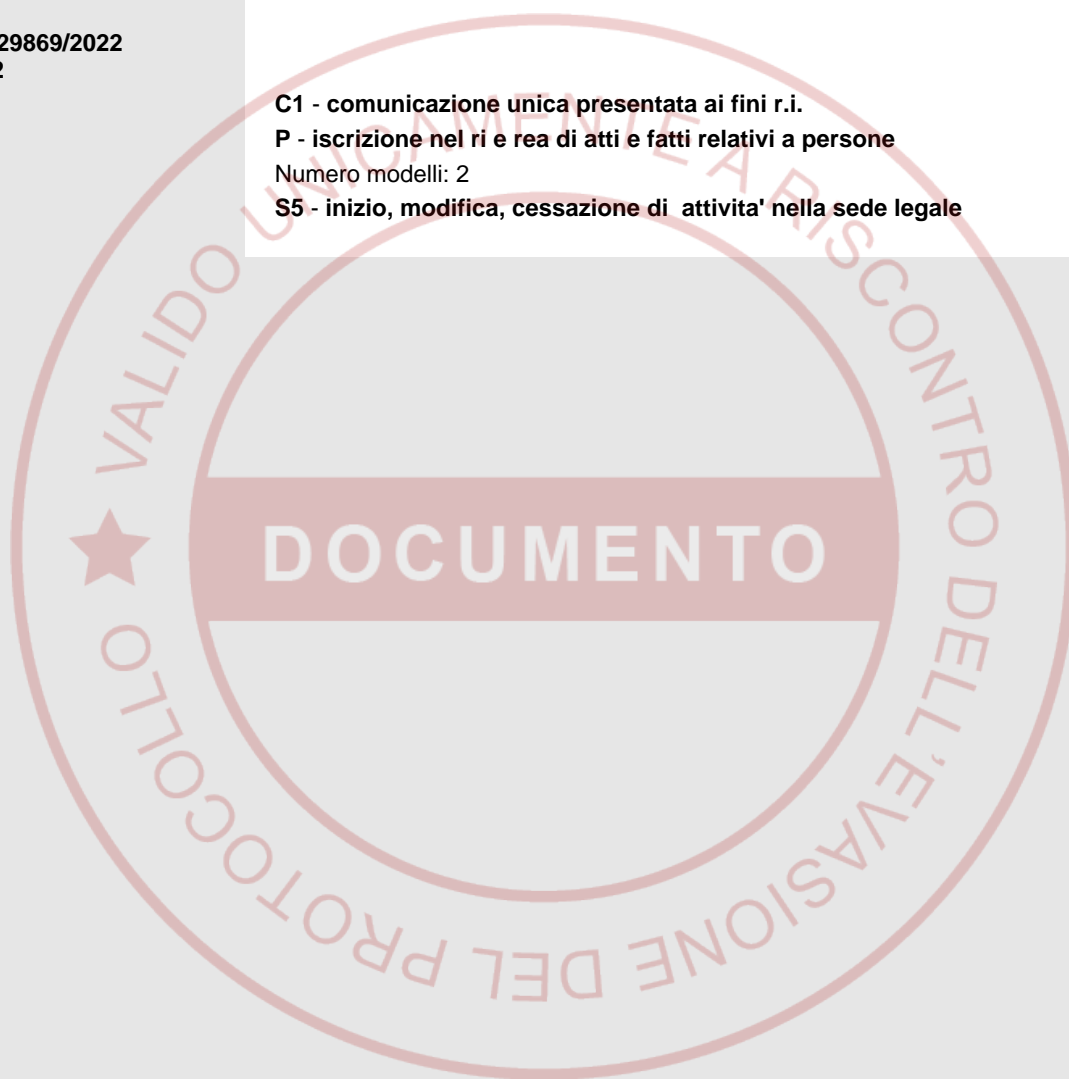 29869/2022
2
C1 - comunicazione unica presentata ai fini r.i.
P - iscrizione nel ri e rea di atti e fatti relativi a persone
Numero modelli: 2
S5 - inizio, modifica, cessazione di attivita' nella sede legale
VALIDO UNICAMENTE A RISCONTRO DELL'EVASIONE DEL PROTOCOLLO
DOCUMENTO